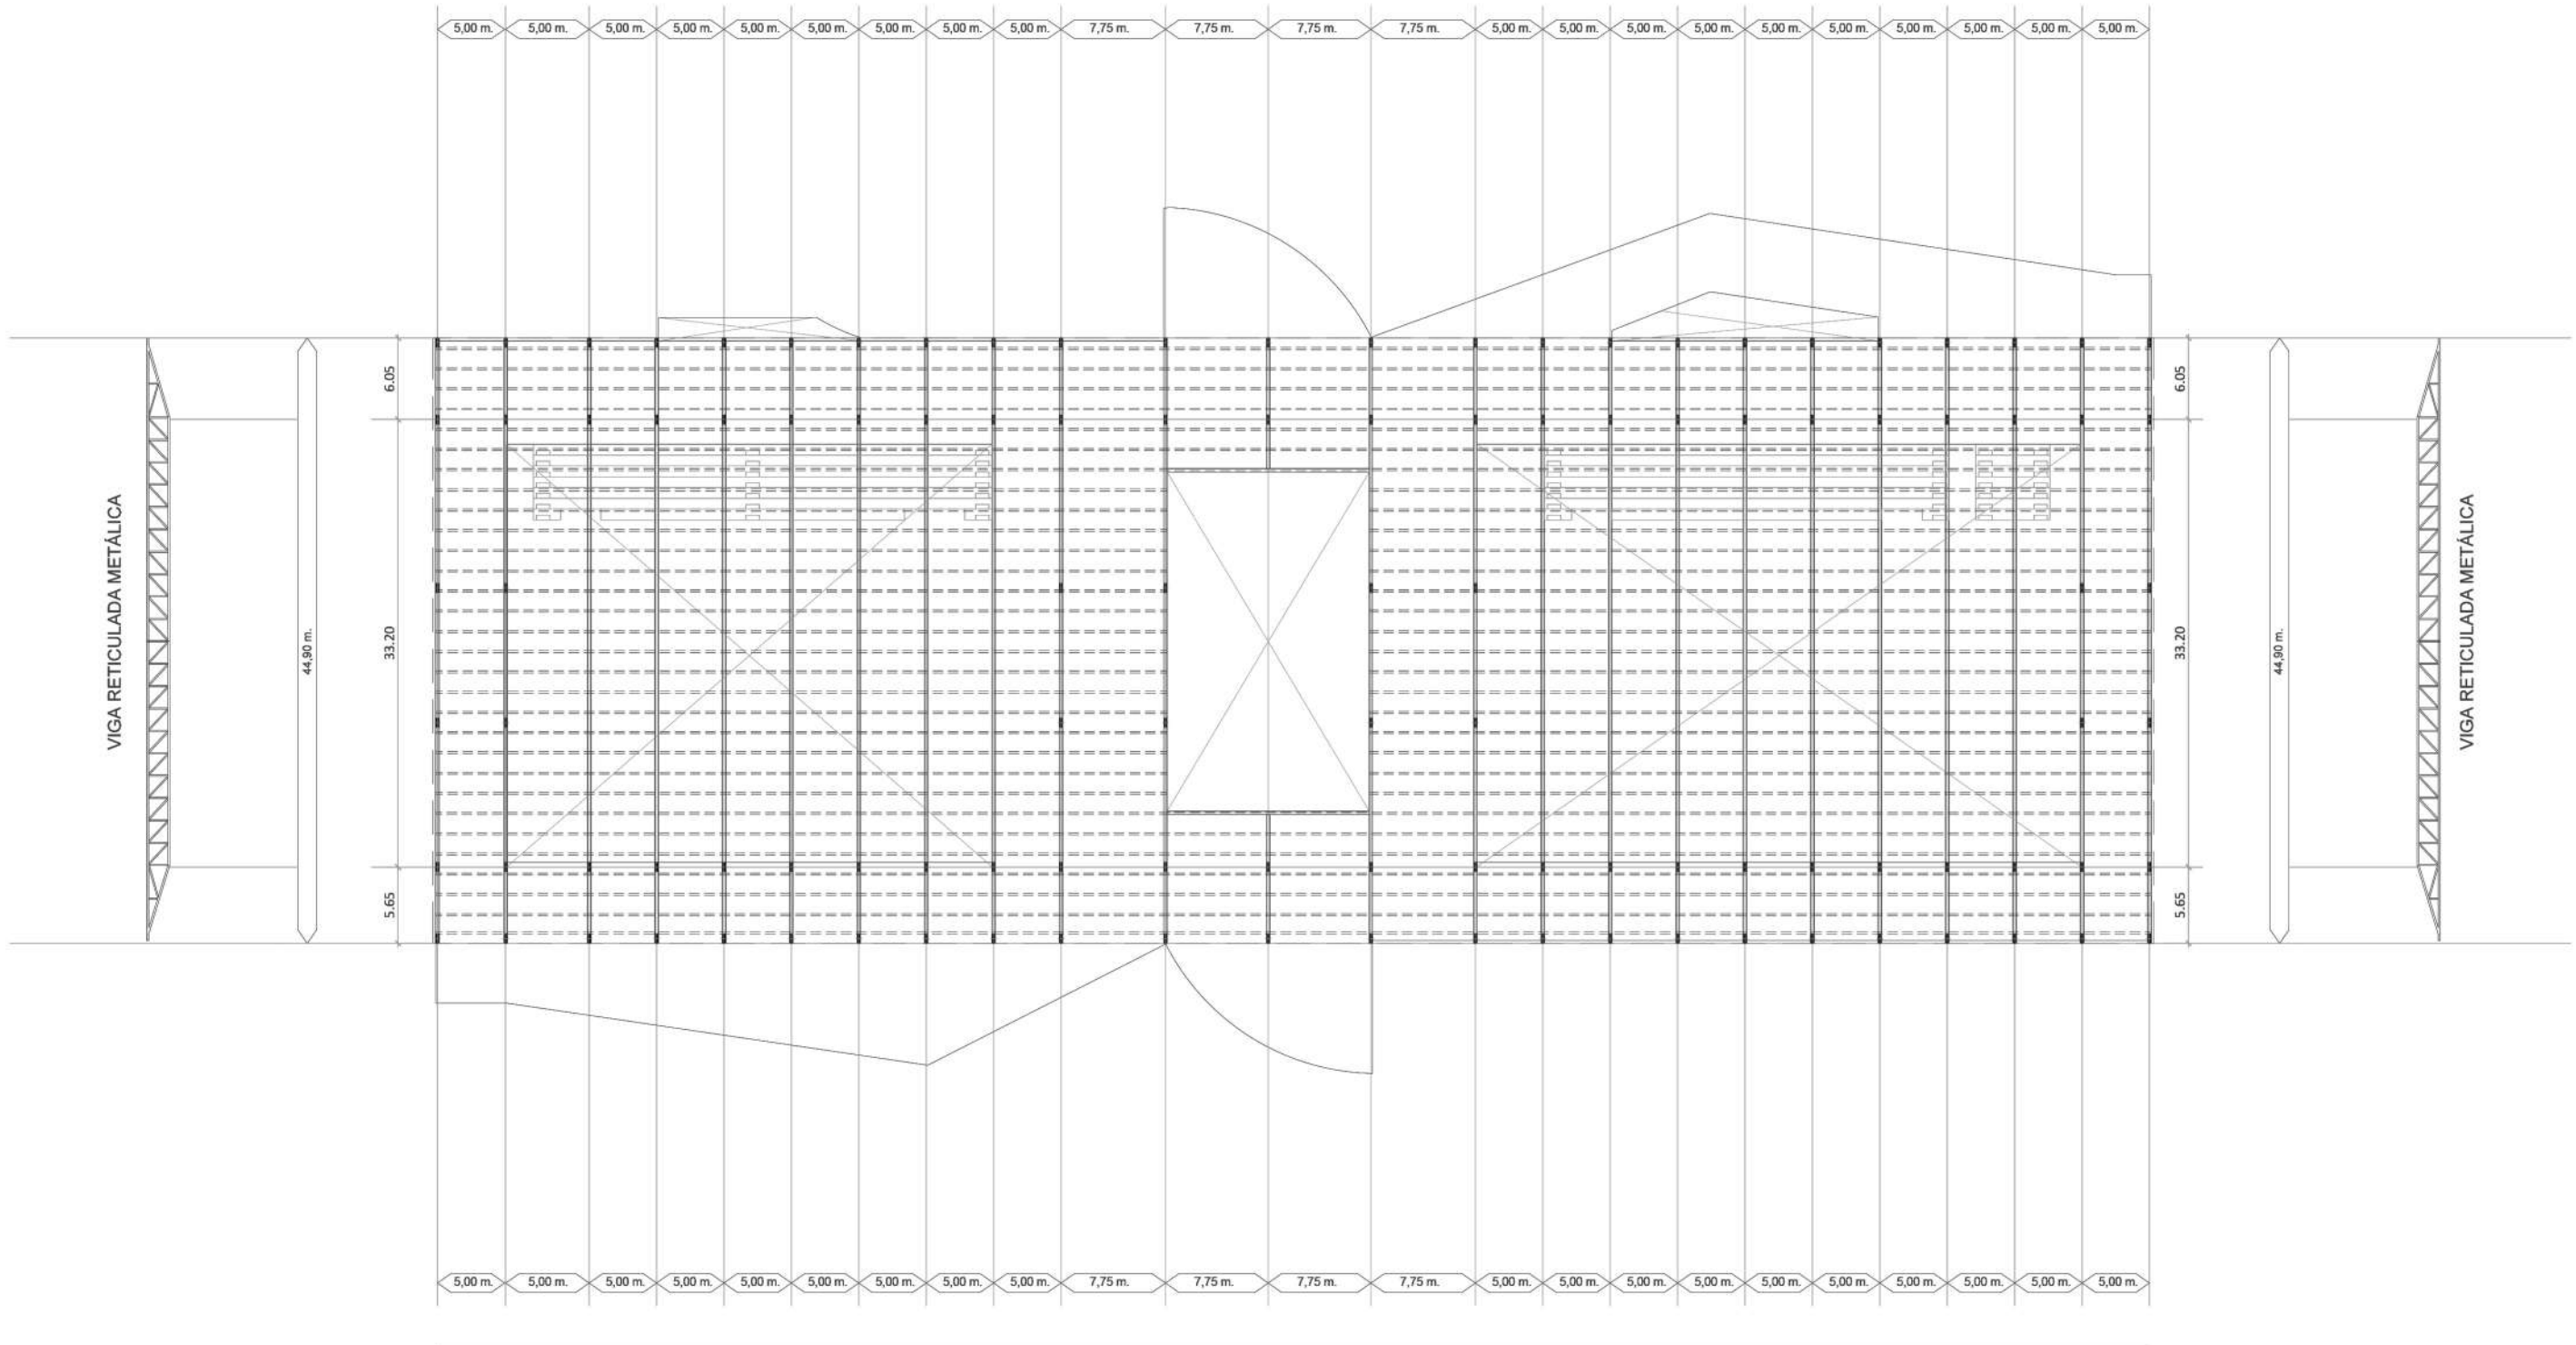 5,00 m. 5,00 m. 5,00 m. 5,00 m. 5,00 m. 5,00 m. 5,00 m. 5,00 m. 5,00 m. 7,75 m. 7,75 m. 7,75 m. 7,75 m. 5,00 m. 5,00 m. 5,00 m. 5,00 m. 5,00 m. 5,00 m. 5,00 m. 5,00 m. 5,00 m. 5,00 m.
VIGA RETICULADA METÁLICA
44,90 m.
6.05
33.20
5.65
6.05
33.20
5.65
44,90 m.
VIGA RETICULADA METÁLICA
5,00 m. 5,00 m. 5,00 m. 5,00 m. 5,00 m. 5,00 m. 5,00 m. 5,00 m. 5,00 m. 7,75 m. 7,75 m. 7,75 m. 7,75 m. 5,00 m. 5,00 m. 5,00 m. 5,00 m. 5,00 m. 5,00 m. 5,00 m. 5,00 m. 5,00 m. 5,00 m.